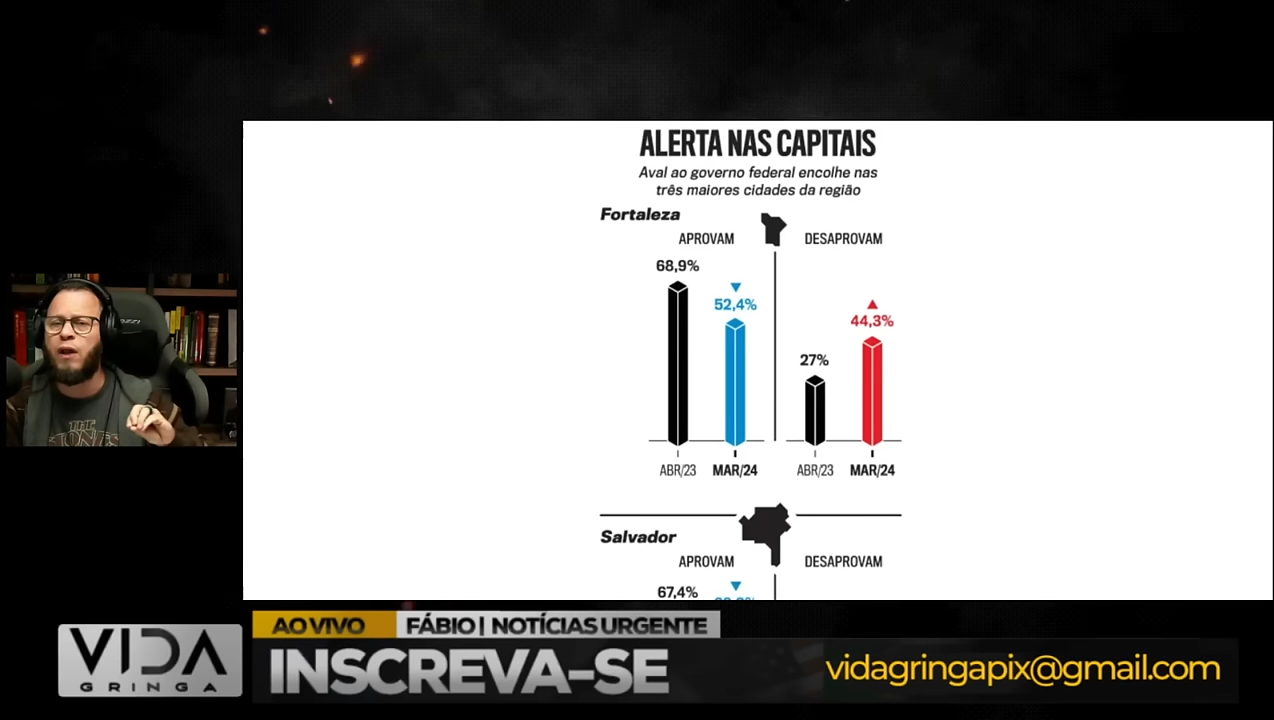 ALERTA NAS CAPITAIS
Aval ao governo federal encolhe nas
três maiores cidades da região
Fortaleza
APROVAM
DESAPROVAM
68,9%
▼
52,4%
27%
▲
44,3%
ABR/23
MAR/24
ABR/23
MAR/24
Salvador
APROVAM
DESAPROVAM
67,4%
▼
THE
VIDA
GRINGA
AO VIVO
FÁBIO | NOTÍCIAS URGENTE
INSCREVA-SE
vidagringapix@gmail.com